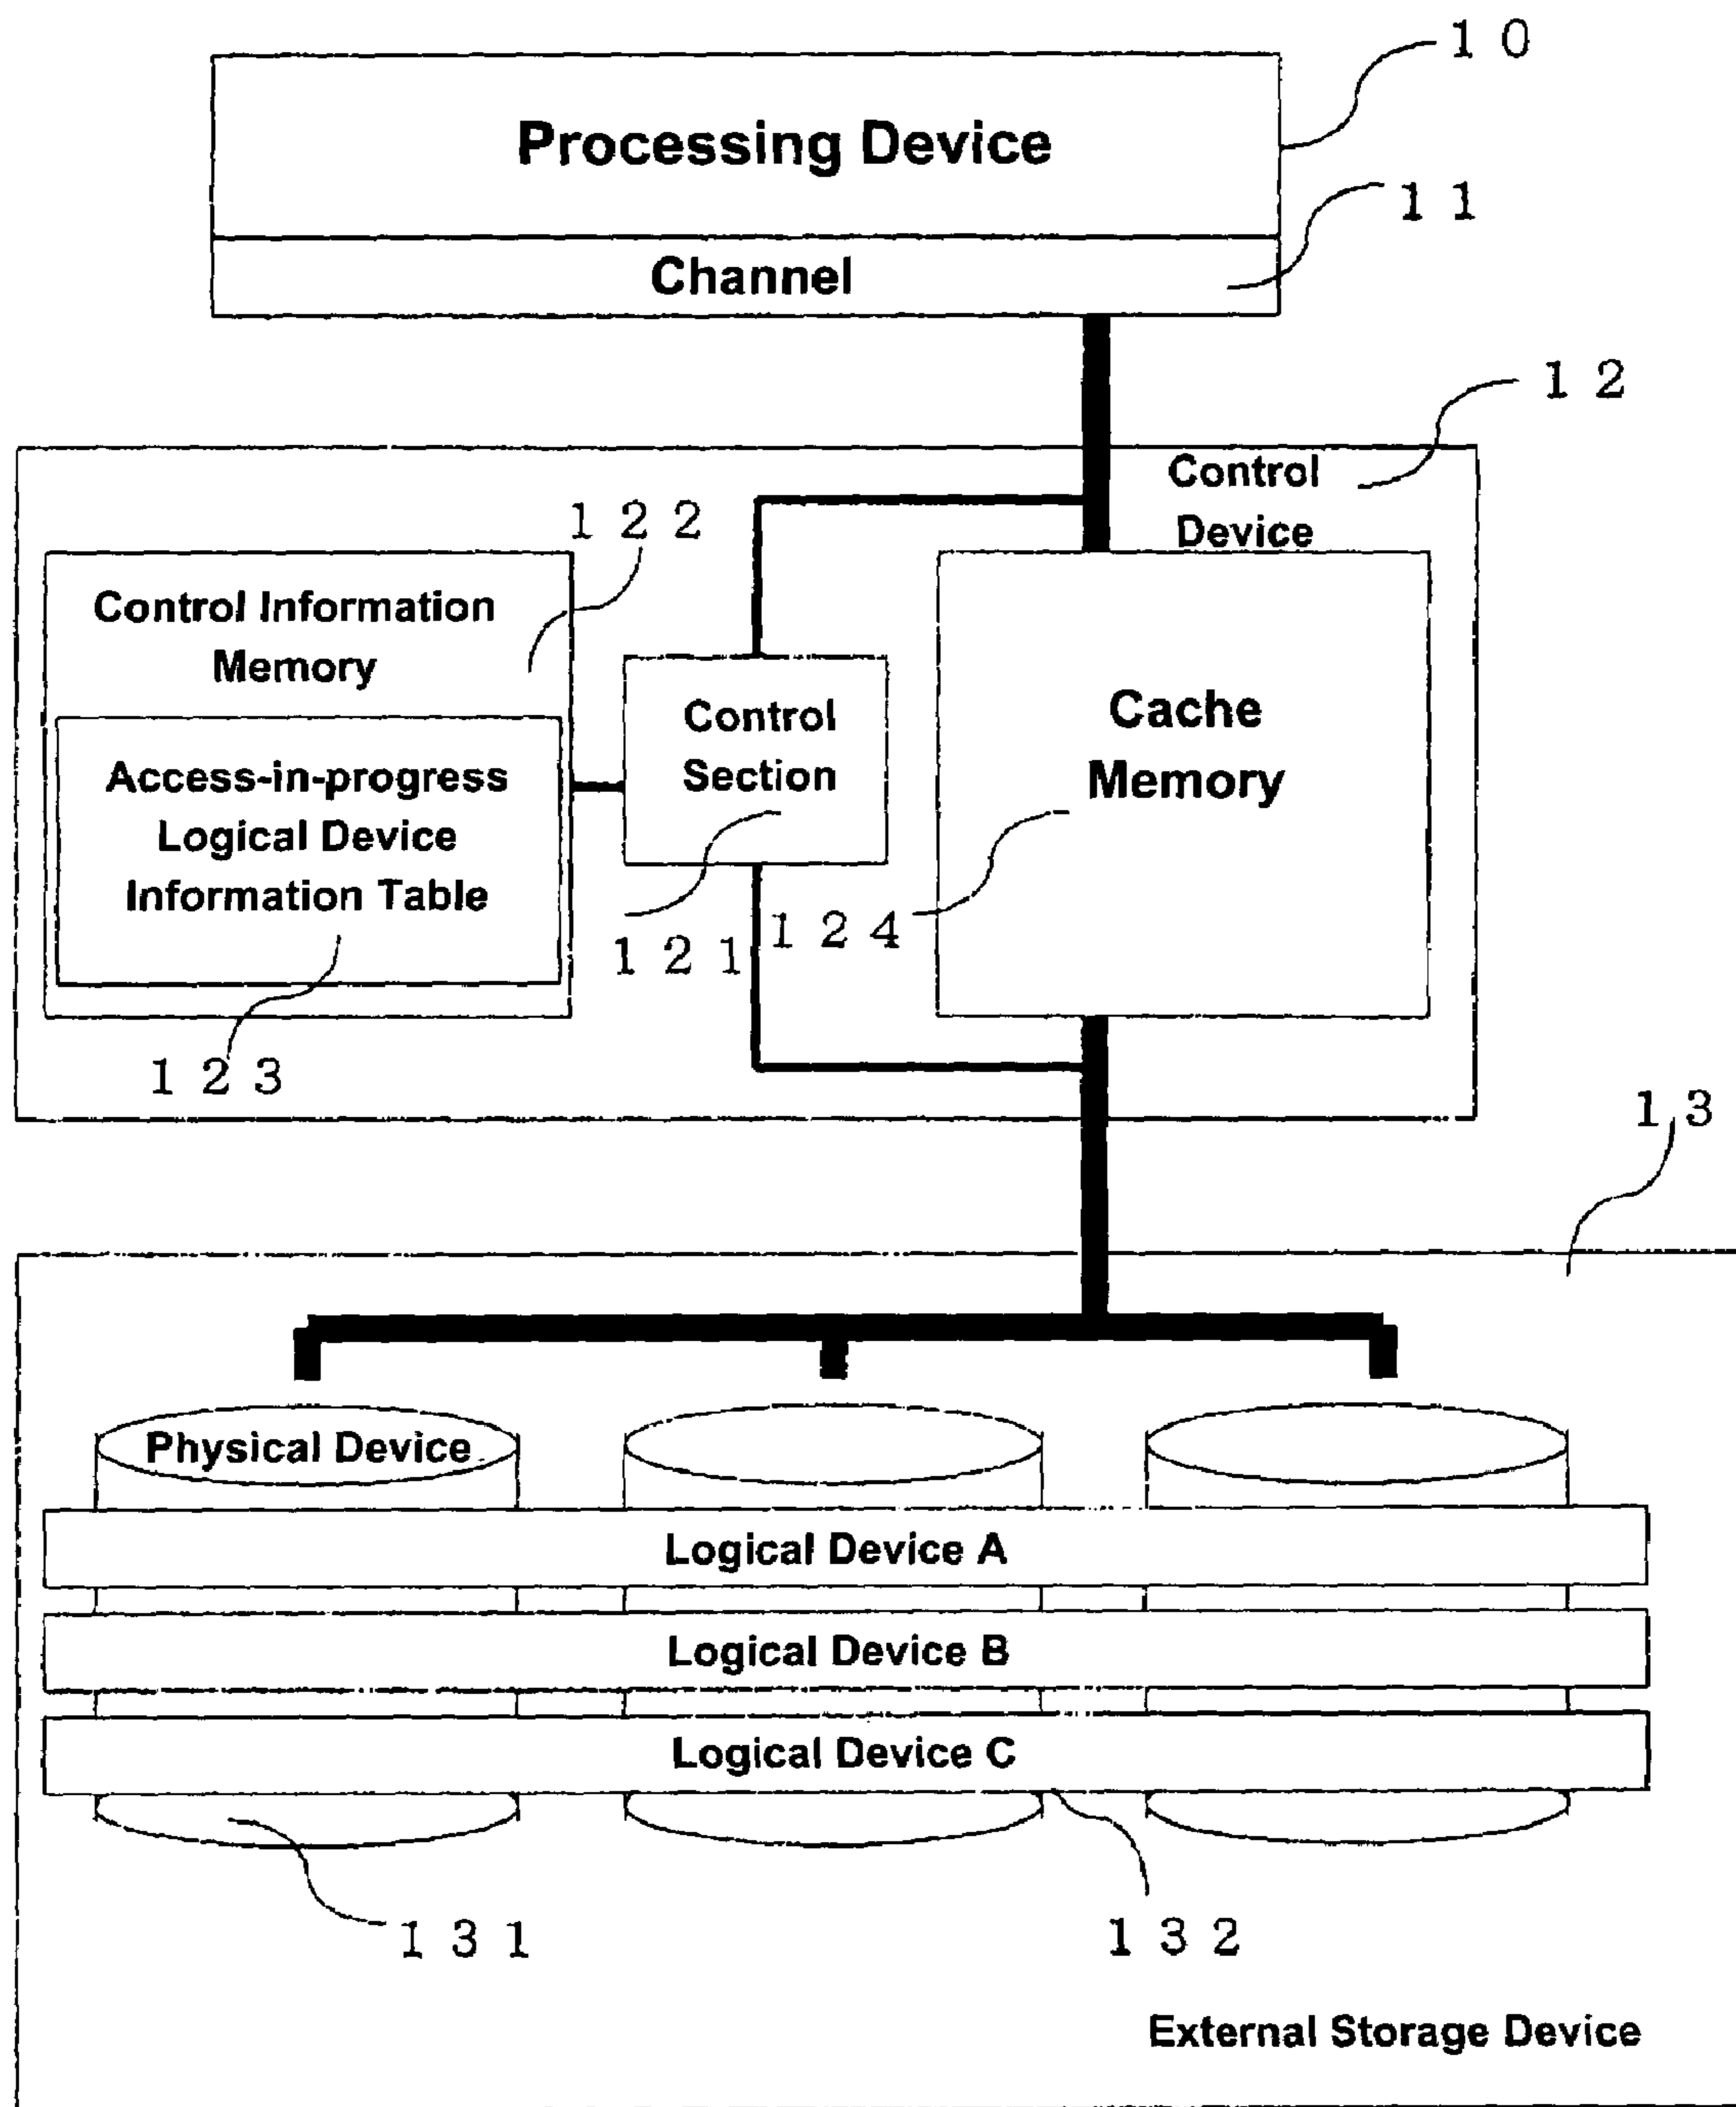 10
Processing Device
11
Channel
12
Control
Device
122
Control Information
Memory
Control
Section
Cache
Memory
Access-in-progress
Logical Device
Information Table
121
124
123
13
Physical Device
Logical Device A
Logical Device B
Logical Device C
131
132
External Storage Device